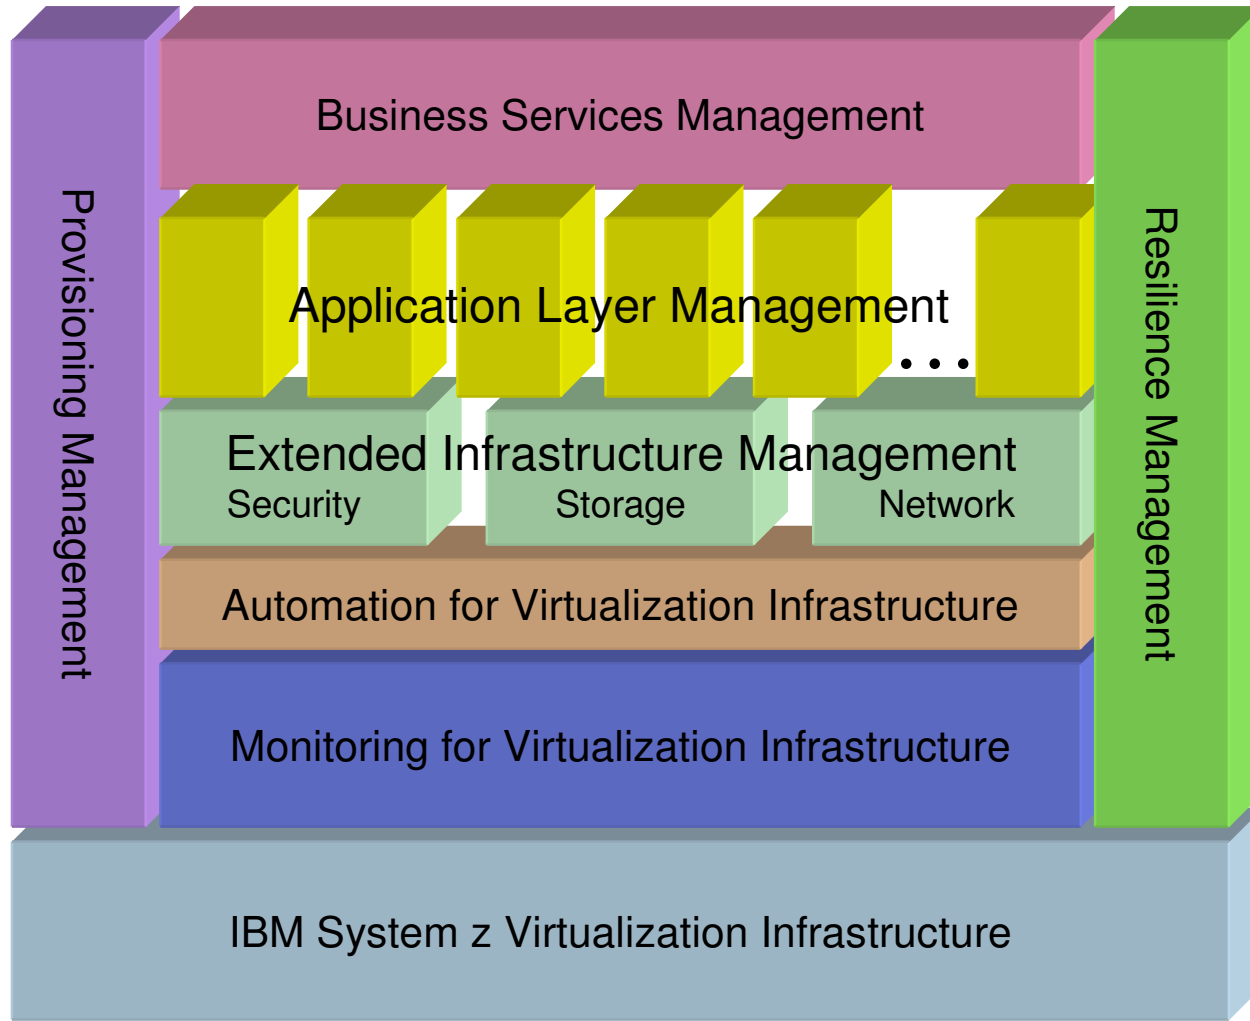 Business Services Management
Provisioning Management
Resilience Management
Application Layer Management
...
Extended Infrastructure Management
Security Storage Network
Automation for Virtualization Infrastructure
Monitoring for Virtualization Infrastructure
IBM System z Virtualization Infrastructure